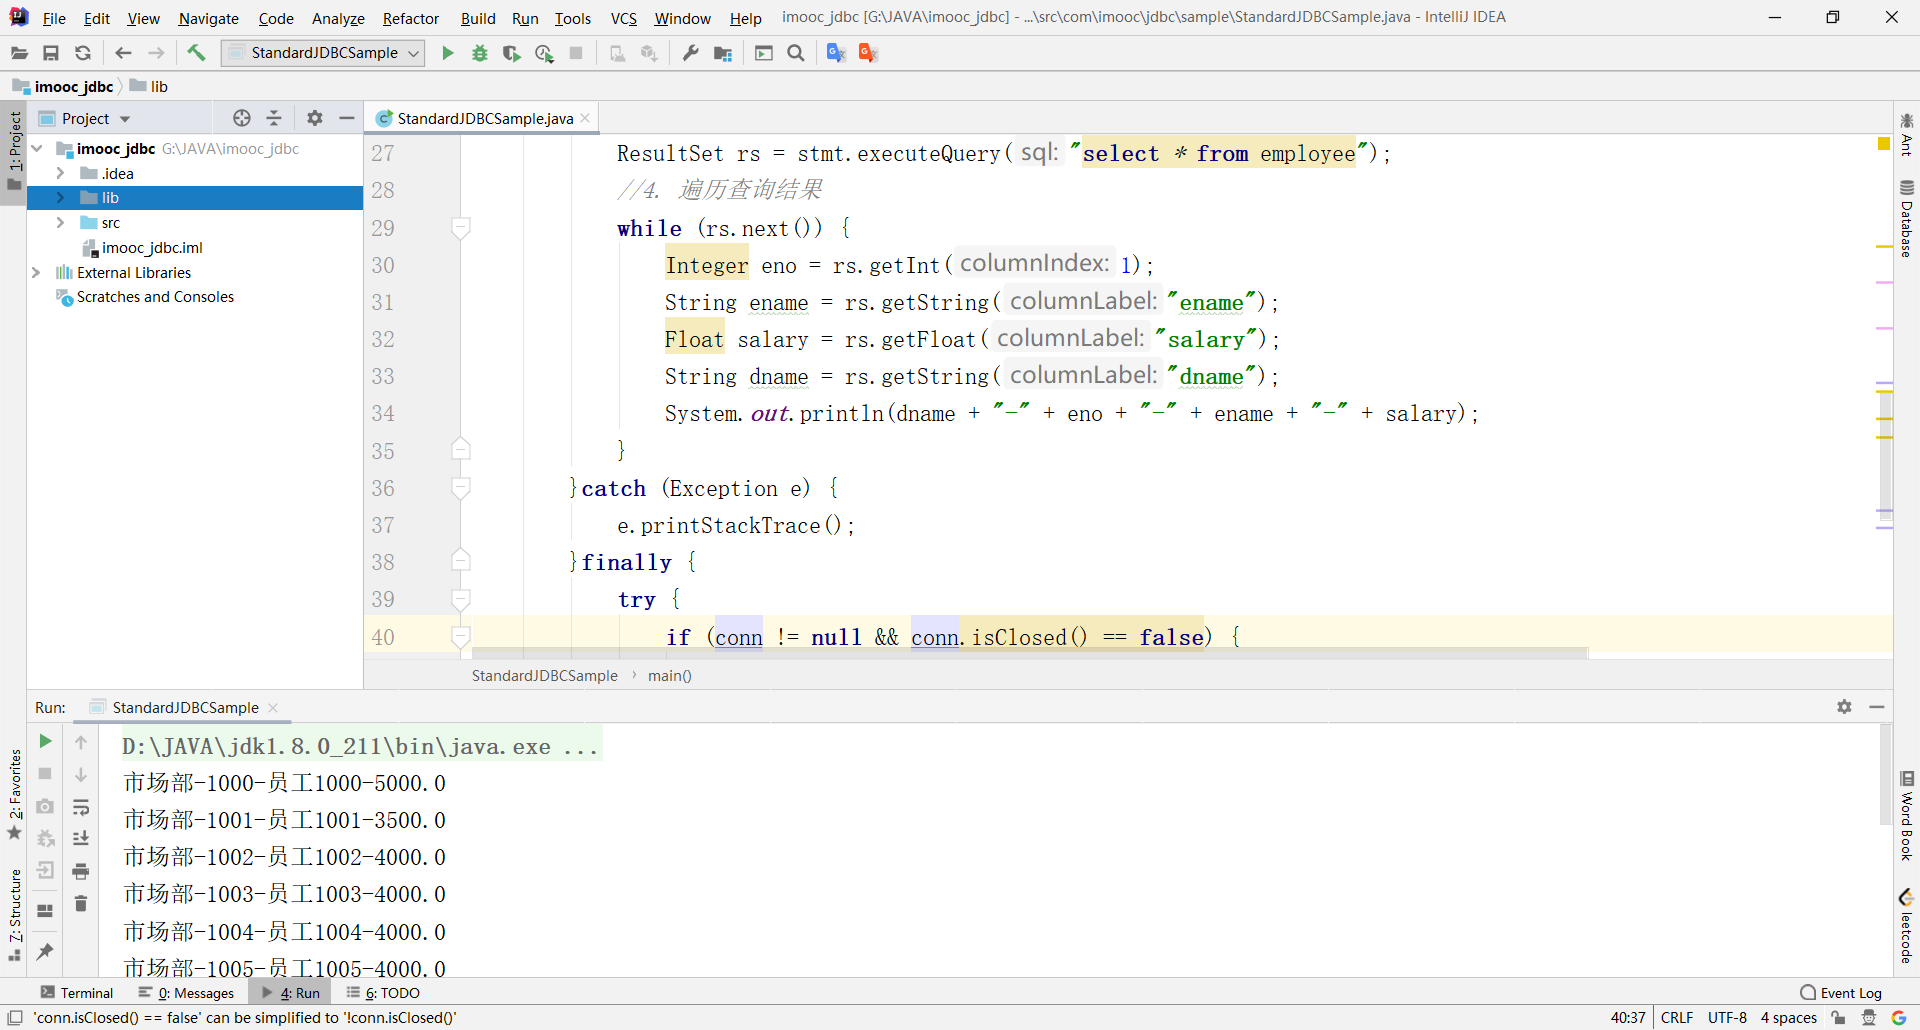 File Edit View Navigate Code Analyze Refactor Build Run Tools VCS Window Help imooc_jdbc [G:\JAVA\imooc_jdbc] - ...\src\com\imooc\jdbc\sample\StandardJDBCSample.java - IntelliJ IDEA
StandardJDBCSample
imooc_jdbc lib
1: Project
Project
imooc_jdbc G:\JAVA\imooc_jdbc
.idea
lib
src
imooc_jdbc.iml
External Libraries
Scratches and Consoles
StandardJDBCSample.java
27 ResultSet rs = stmt.executeQuery( sql: "select * from employee");
28 //4. 遍历查询结果
29 while (rs.next()) {
30 Integer eno = rs.getInt( columnIndex: 1);
31 String ename = rs.getString( columnLabel: "ename");
32 Float salary = rs.getFloat( columnLabel: "salary");
33 String dname = rs.getString( columnLabel: "dname");
34 System.out.println(dname + "-" + eno + "-" + ename + "-" + salary);
35 }
36 }catch (Exception e) {
37 e.printStackTrace();
38 }finally {
39 try {
40 if (conn != null && conn.isClosed() == false) {
StandardJDBCSample › main()
Ant
Database
Word Book
leetcode
Run: StandardJDBCSample
2: Favorites
7: Structure
D:\JAVA\jdk1.8.0_211\bin\java.exe ...
市场部-1000-员工1000-5000.0
市场部-1001-员工1001-3500.0
市场部-1002-员工1002-4000.0
市场部-1003-员工1003-4000.0
市场部-1004-员工1004-4000.0
市场部-1005-员工1005-4000.0
Terminal 0: Messages 4: Run 6: TODO Event Log
'conn.isClosed() == false' can be simplified to '!conn.isClosed()' 40:37 CRLF UTF-8 4 spaces